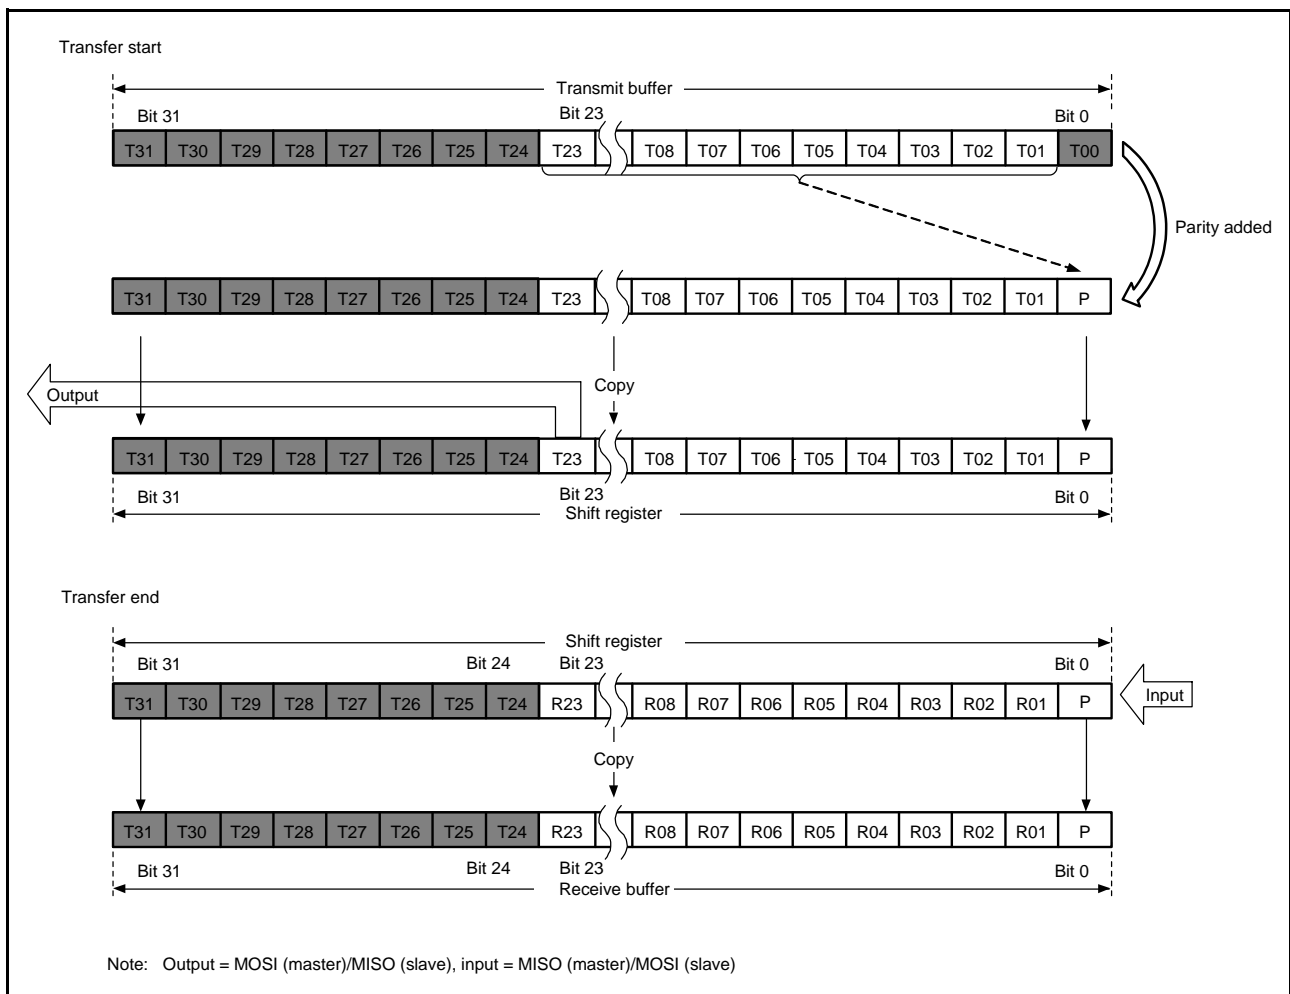 Transfer start
Transmit buffer
Bit 31 Bit 23 Bit 0
T31 T30 T29 T28 T27 T26 T25 T24 T23 T08 T07 T06 T05 T04 T03 T02 T01 T00
Parity added
T31 T30 T29 T28 T27 T26 T25 T24 T23 T08 T07 T06 T05 T04 T03 T02 T01 P
Copy
Output
T31 T30 T29 T28 T27 T26 T25 T24 T23 T08 T07 T06 T05 T04 T03 T02 T01 P
Bit 31 Bit 23 Bit 0
Shift register
Transfer end
Shift register
Bit 31 Bit 24 Bit 23 Bit 0
T31 T30 T29 T28 T27 T26 T25 T24 R23 R08 R07 R06 R05 R04 R03 R02 R01 P
Input
Copy
T31 T30 T29 T28 T27 T26 T25 T24 R23 R08 R07 R06 R05 R04 R03 R02 R01 P
Bit 31 Bit 24 Bit 23 Bit 0
Receive buffer
Note: Output = MOSI (master)/MISO (slave), input = MISO (master)/MOSI (slave)